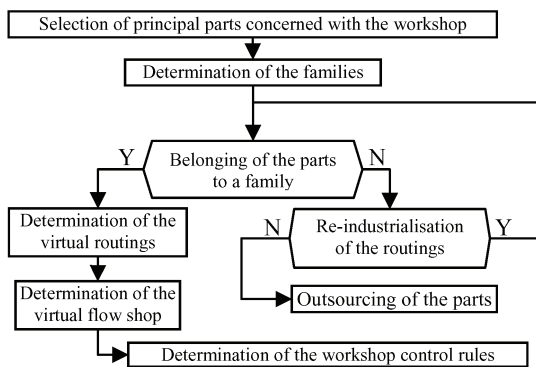 Selection of principal parts concerned with the workshop
Determination of the families
Y
Belonging of the parts
to a family
N
Determination of the
virtual routings
N
Re-industrialisation
of the routings
Y
Determination of the
virtual flow shop
Outsourcing of the parts
Determination of the workshop control rules